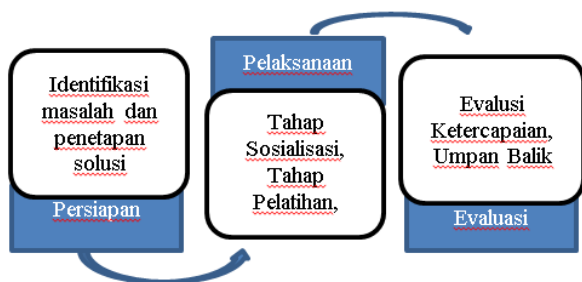 Identifikasi
masalah dan
penetapan
solusi
Persiapan
Pelaksanaan
Tahap
Sosialisasi,
Tahap
Pelatihan,
Evalusi
Ketercapaian,
Umpan Balik
Evaluasi